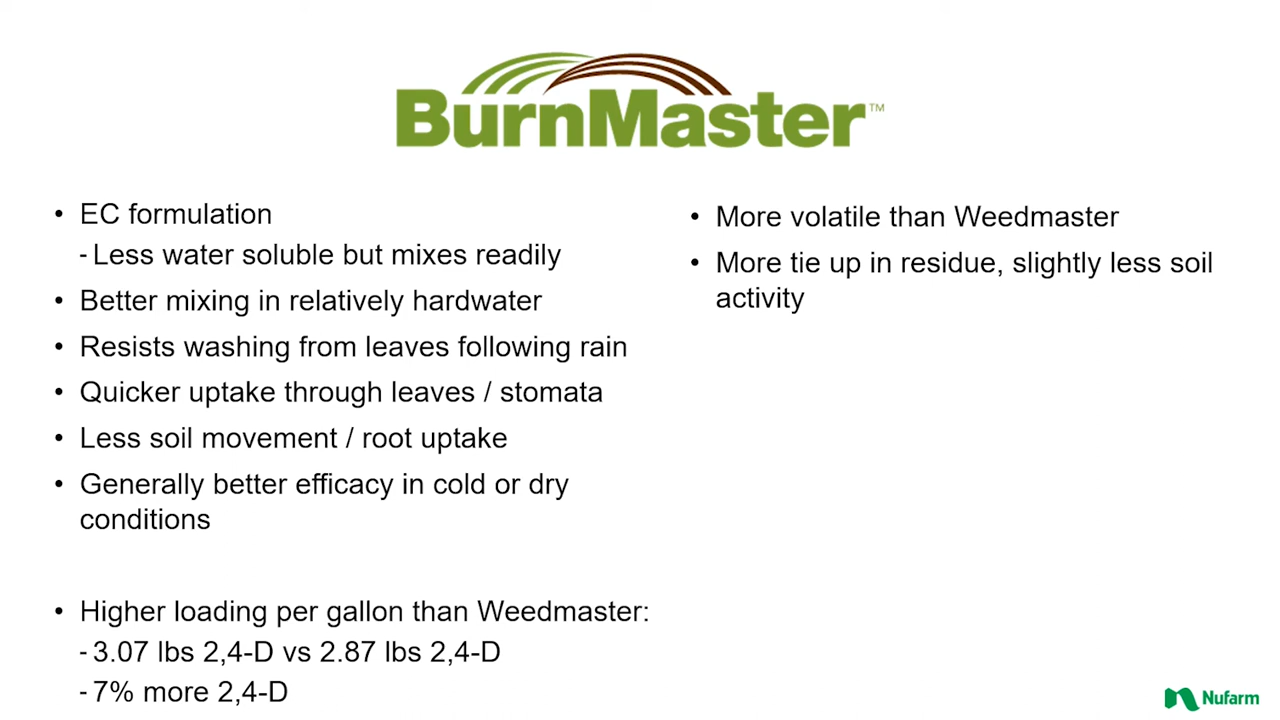 BurnMaster™
• EC formulation
- Less water soluble but mixes readily
• Better mixing in relatively hardwater
• Resists washing from leaves following rain
• Quicker uptake through leaves / stomata
• Less soil movement / root uptake
• Generally better efficacy in cold or dry
conditions
• Higher loading per gallon than Weedmaster:
- 3.07 lbs 2,4-D vs 2.87 lbs 2,4-D
- 7% more 2,4-D
• More volatile than Weedmaster
• More tie up in residue, slightly less soil
activity
Nufarm